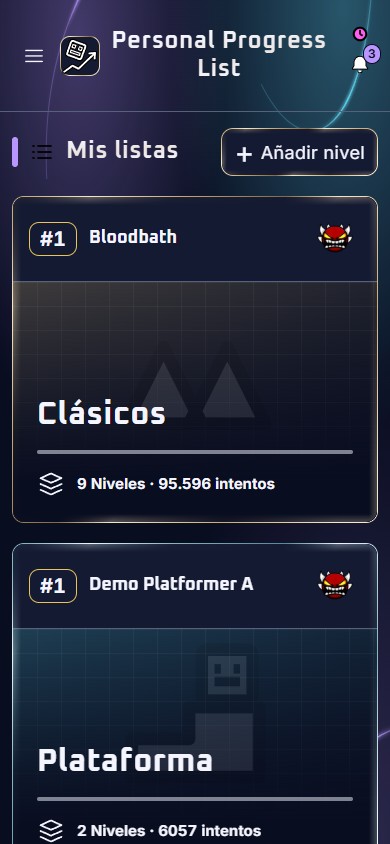 Personal Progress
List
3
Mis listas
+ Añadir nivel
#1 Bloodbath
Clásicos
9 Niveles · 95.596 intentos
#1 Demo Platformer A
Plataforma
2 Niveles · 6057 intentos